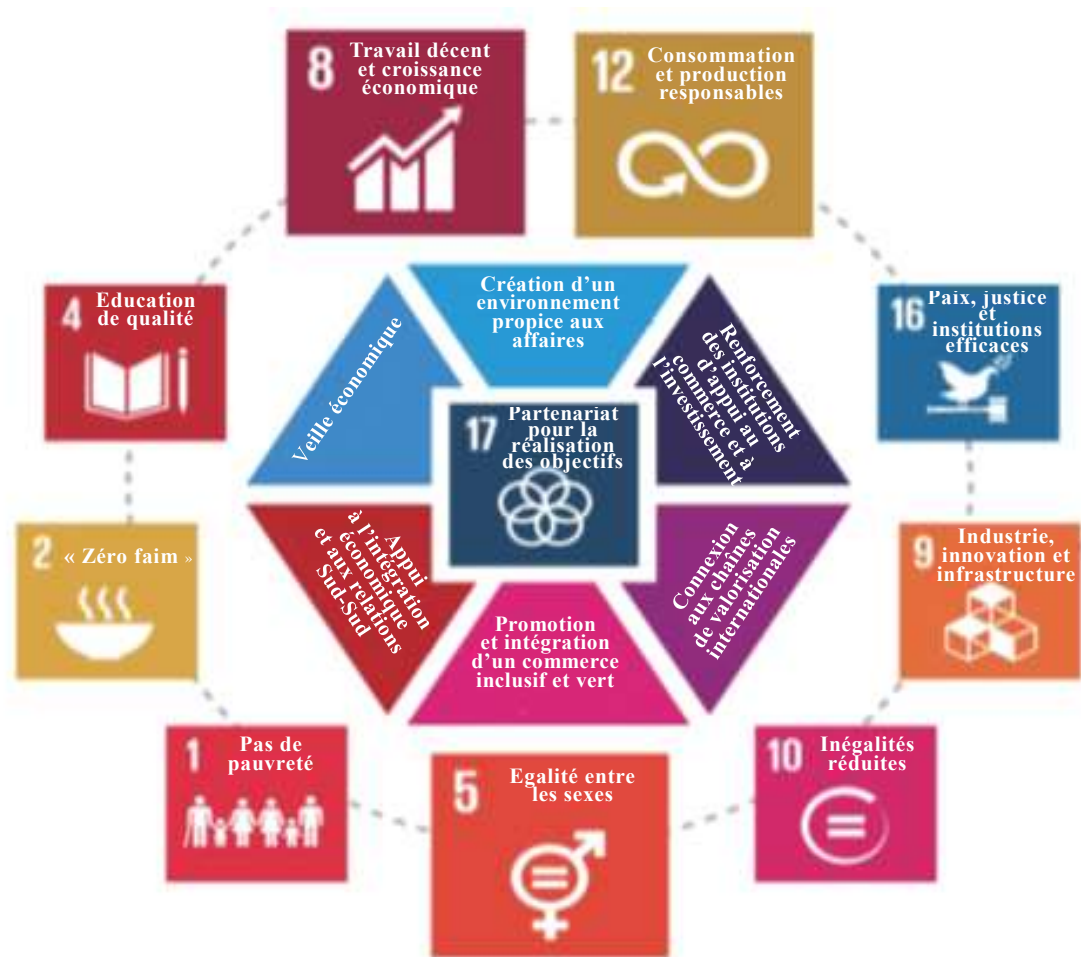 8
Travail décent
et croissance
économique
12
Consommation
et production
responsables
4
Education
de qualité
16
Paix, justice
et
institutions
efficaces
Veille économique
Création d’un
environnement
propice aux
affaires
Renforcement
des institutions
d’appui au
commerce et à
l’investissement
17
Partenariat
pour la
réalisation
des objectifs
2
« Zéro faim »
Appui
à l’intégration
économique
et aux relations
Sud-Sud
Connexion
aux chaînes
de valorisation
internationales
9
Industrie,
innovation et
infrastructure
Promotion
et intégration
d’un commerce
inclusif et vert
1
Pas de
pauvreté
5
Egalité entre
les sexes
10
Inégalités
réduites